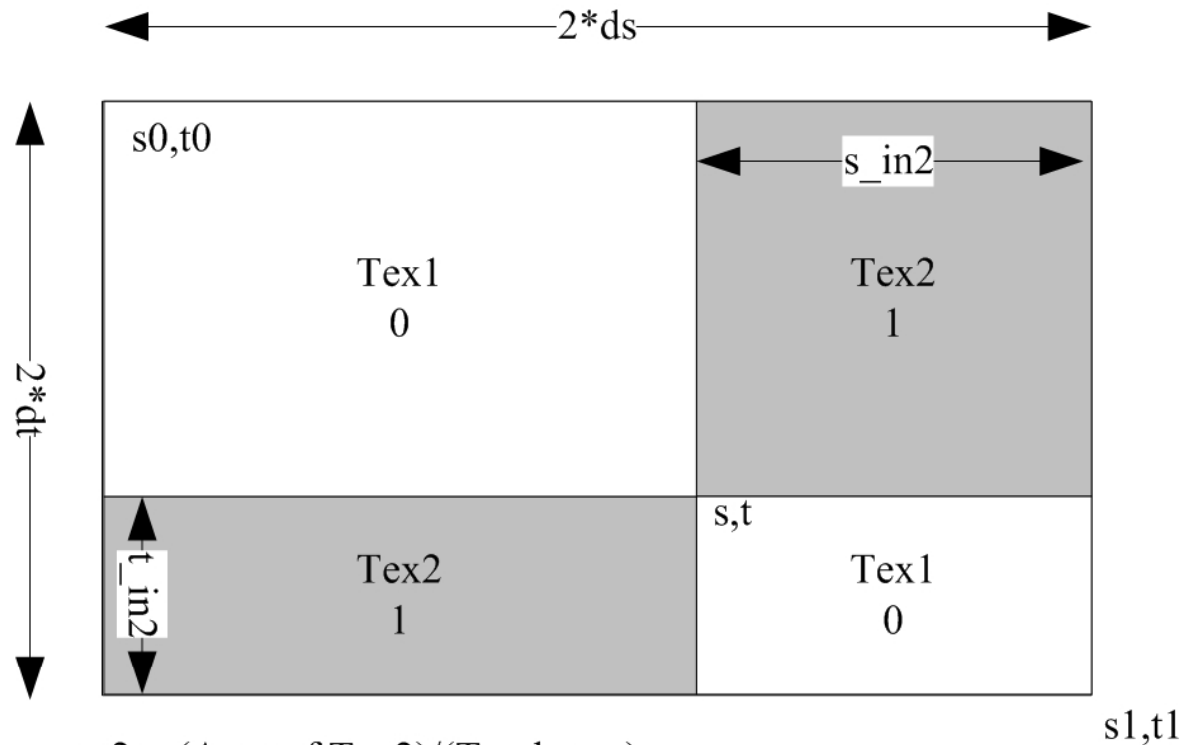 2*ds
s0,t0
s_in2
Tex1
0
Tex2
1
2*dt
s,t
t_in2
Tex2
1
Tex1
0
s1,t1